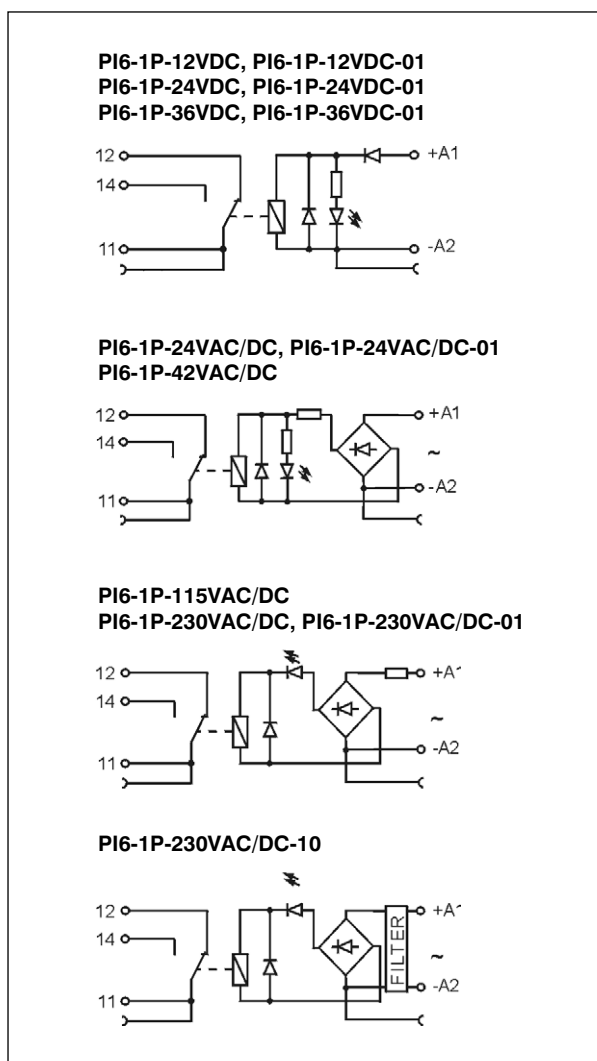 PI6-1P-12VDC, PI6-1P-12VDC-01
PI6-1P-24VDC, PI6-1P-24VDC-01
PI6-1P-36VDC, PI6-1P-36VDC-01
12
+A1
14
11
-A2
PI6-1P-24VAC/DC, PI6-1P-24VAC/DC-01
PI6-1P-42VAC/DC
12
+A1
14
~
-A2
11
PI6-1P-115VAC/DC
PI6-1P-230VAC/DC, PI6-1P-230VAC/DC-01
12
+A1
14
~
-A2
11
PI6-1P-230VAC/DC-10
12
+A1
14
FILTER
~
-A2
11